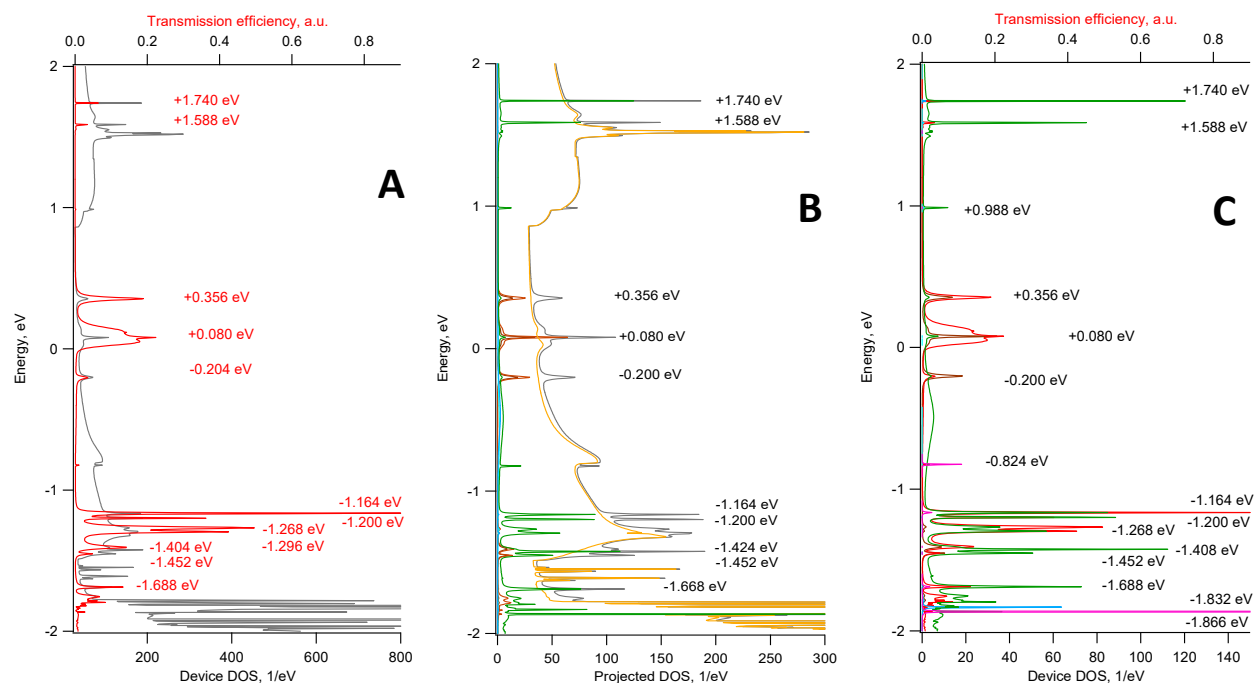 Transmission efficiency, a.u.
0.0 0.2 0.4 0.6 0.8
2
1
0
-1
-2
Energy, eV
+1.740 eV
+1.588 eV
A
+0.356 eV
+0.080 eV
-0.204 eV
-1.164 eV
-1.200 eV
-1.268 eV
-1.296 eV
-1.404 eV
-1.452 eV
-1.688 eV
200 400 600 800
Device DOS, 1/eV
2
1
0
-1
-2
Energy, eV
+1.740 eV
+1.588 eV
B
+0.356 eV
+0.080 eV
-0.200 eV
-1.164 eV
-1.200 eV
-1.424 eV
-1.452 eV
-1.668 eV
0 50 100 150 200 250 300
Projected DOS, 1/eV
Transmission efficiency, a.u.
0.0 0.2 0.4 0.6 0.8
2
1
0
-1
-2
Energy, eV
+1.740 eV
+1.588 eV
C
+0.988 eV
+0.356 eV
+0.080 eV
-0.200 eV
-0.824 eV
-1.164 eV
-1.200 eV
-1.268 eV
-1.408 eV
-1.452 eV
-1.688 eV
-1.832 eV
-1.866 eV
0 20 40 60 80 100 120 140
Device DOS, 1/eV